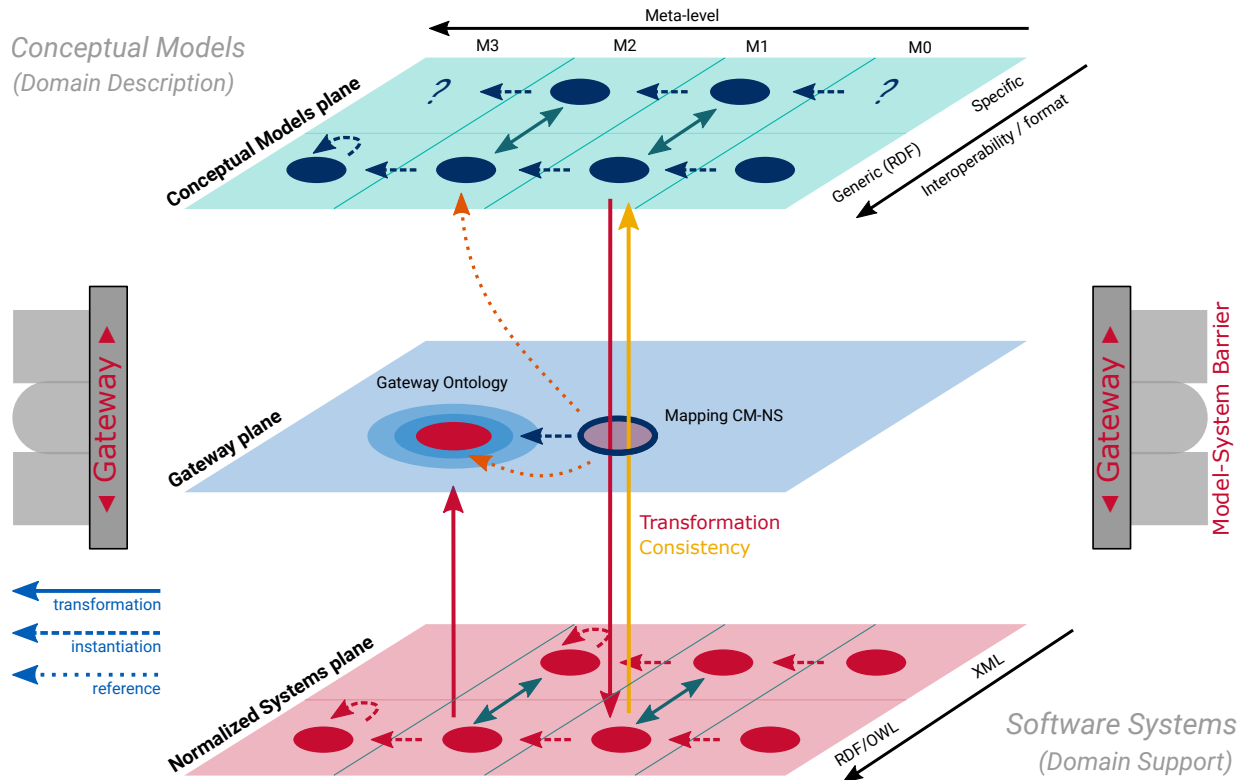 Conceptual Models
(Domain Description)
Meta-level
M3
M2
M1
M0
Conceptual Models plane
?
?
Specific
Generic (RDF)
Interoperability / format
Gateway
Gateway plane
Gateway Ontology
Mapping CM-NS
Gateway
Model-System Barrier
Transformation
Consistency
transformation
instantiation
reference
Normalized Systems plane
XML
RDF/OWL
Software Systems
(Domain Support)